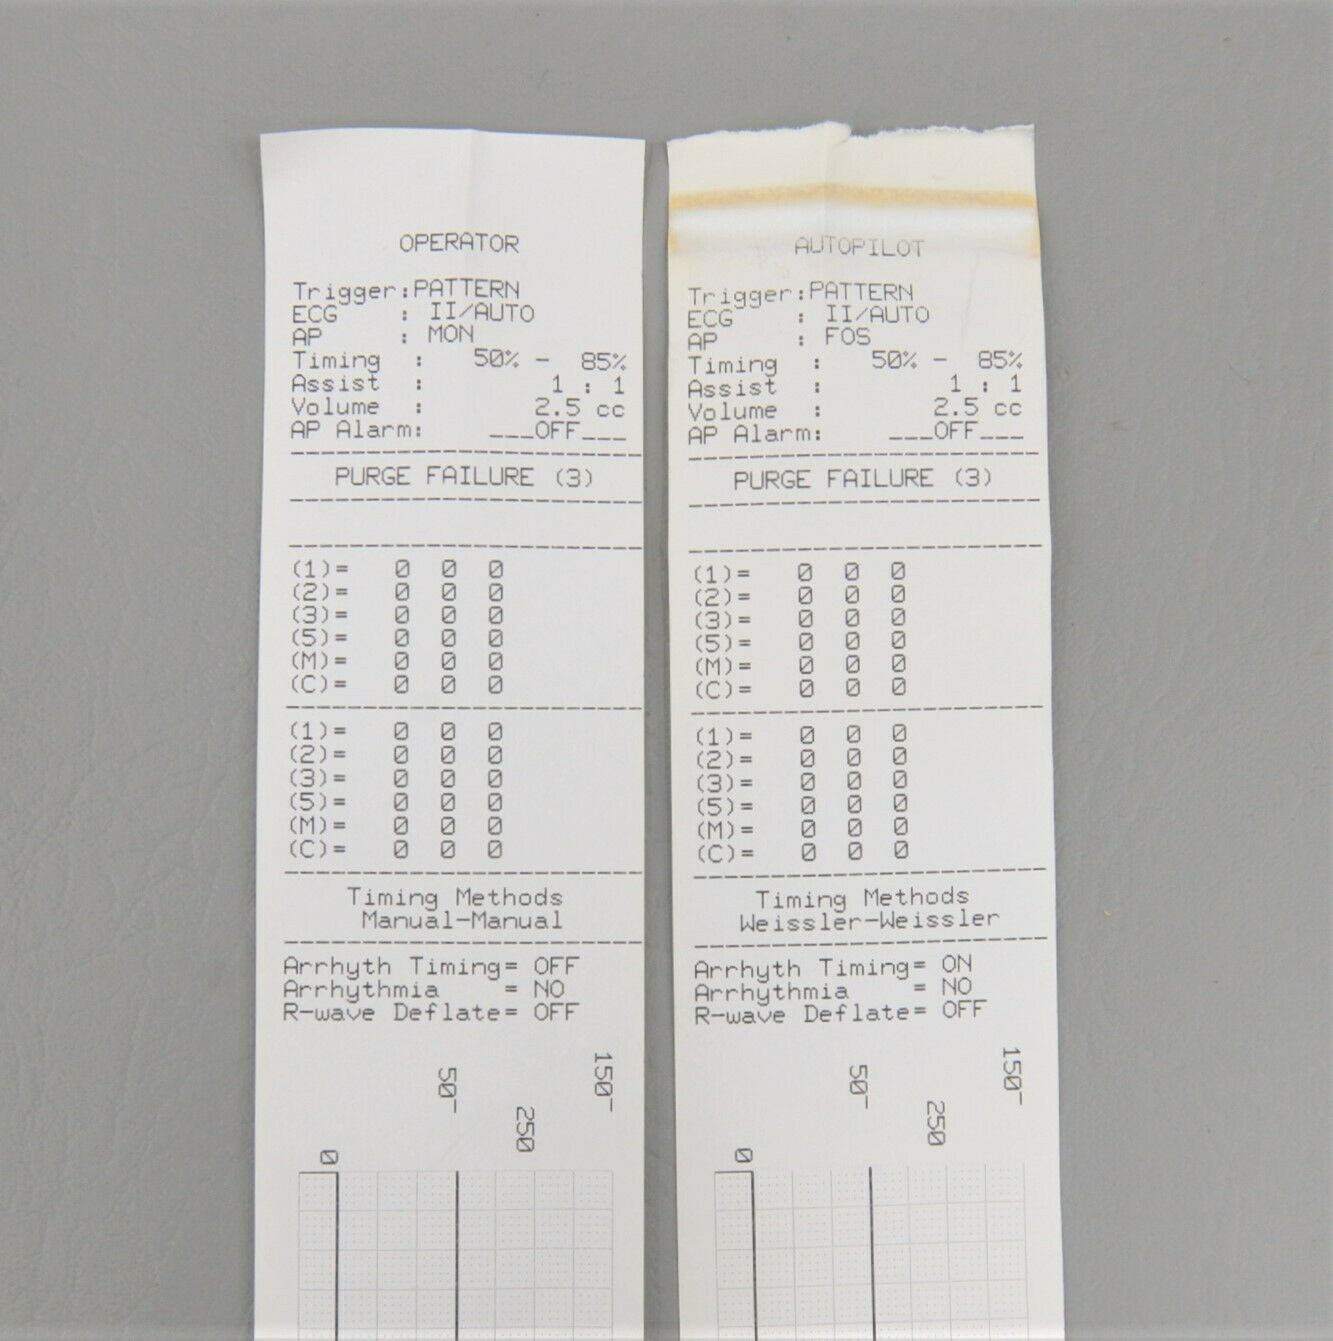 OPERATOR
Trigger:PATTERN
ECG : II/AUTO
AP : MON
Timing : 50% - 85%
Assist : 1 : 1
Volume : 2.5 cc
AP Alarm: ___OFF___
PURGE FAILURE (3)
(1)= 0 0 0
(2)= 0 0 0
(3)= 0 0 0
(5)= 0 0 0
(M)= 0 0 0
(C)= 0 0 0
(1)= 0 0 0
(2)= 0 0 0
(3)= 0 0 0
(5)= 0 0 0
(M)= 0 0 0
(C)= 0 0 0
Timing Methods
Manual-Manual
Arrhyth Timing= OFF
Arrhythmia = NO
R-wave Deflate= OFF
0
50-
250
150-
AUTOPILOT
Trigger:PATTERN
ECG : II/AUTO
AP : FOS
Timing : 50% - 85%
Assist : 1 : 1
Volume : 2.5 cc
AP Alarm: ___OFF___
PURGE FAILURE (3)
(1)= 0 0 0
(2)= 0 0 0
(3)= 0 0 0
(5)= 0 0 0
(M)= 0 0 0
(C)= 0 0 0
(1)= 0 0 0
(2)= 0 0 0
(3)= 0 0 0
(5)= 0 0 0
(M)= 0 0 0
(C)= 0 0 0
Timing Methods
Weissler-Weissler
Arrhyth Timing= ON
Arrhythmia = NO
R-wave Deflate= OFF
0
50-
250
150-